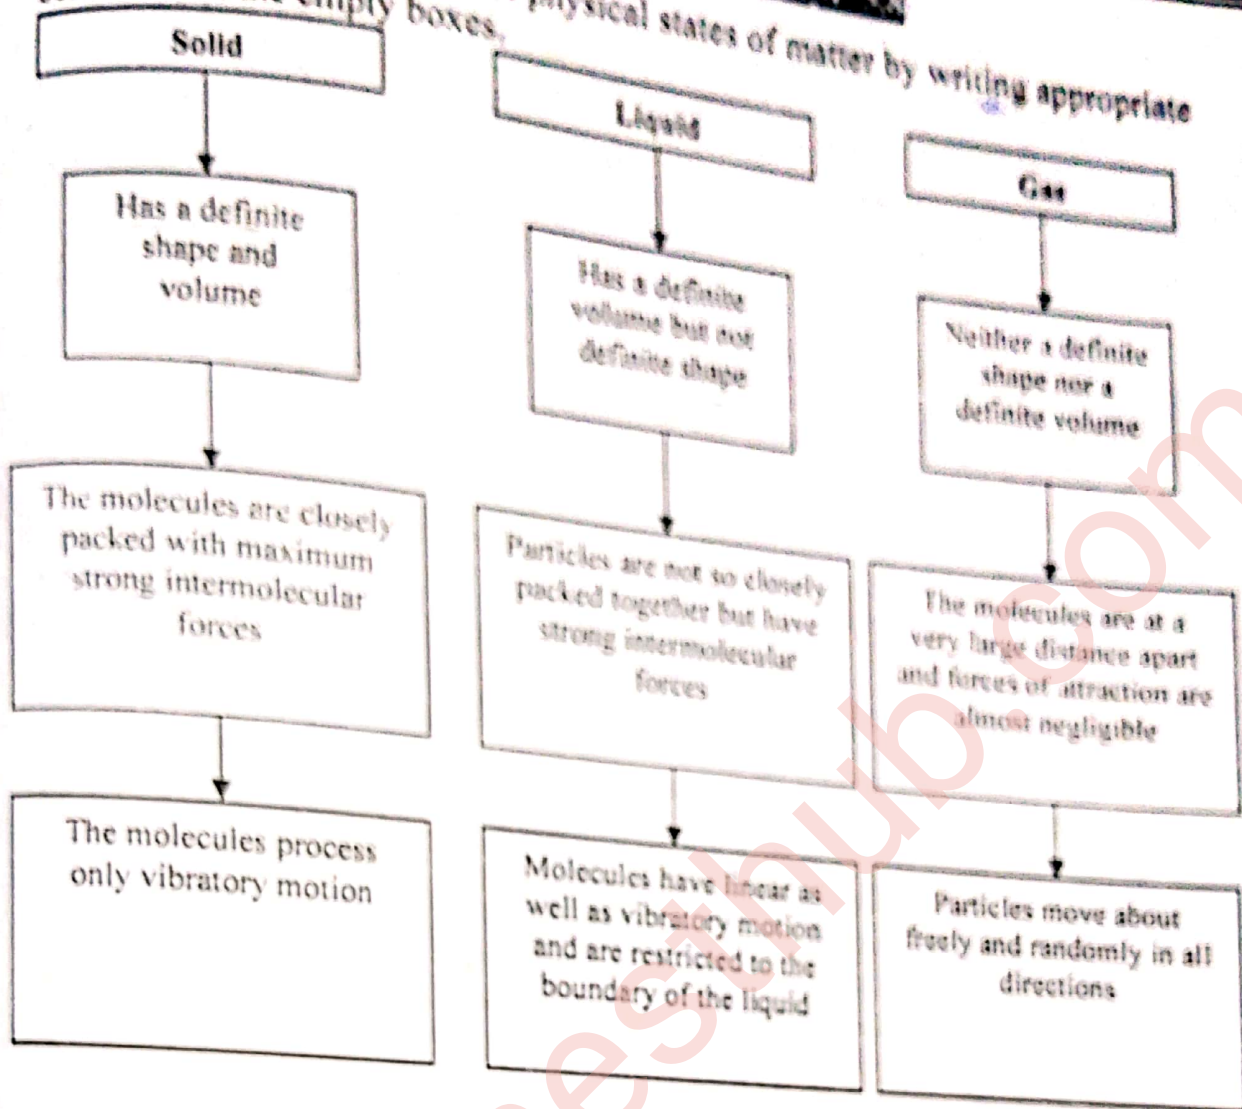 empty boxes.
physical states of matter by writing appropriate
Solid
Has a definite
shape and
volume
The molecules are closely
packed with maximum
strong intermolecular
forces
The molecules process
only vibratory motion
Liquid
Has a definite
vollume but not
definite shape
Particles are not so closely
packed together but have
strong intermolecular
forces
Molecules have linear as
well as vibratory motion
and are restricted to the
boundary of the liquid
Gas
Neither a definite
shape nor a
definite volume
The molecules are at a
very large distance apart
and forces of attraction are
almost negligible
Particles move about
freely and randomly in all
directions
esthub.com